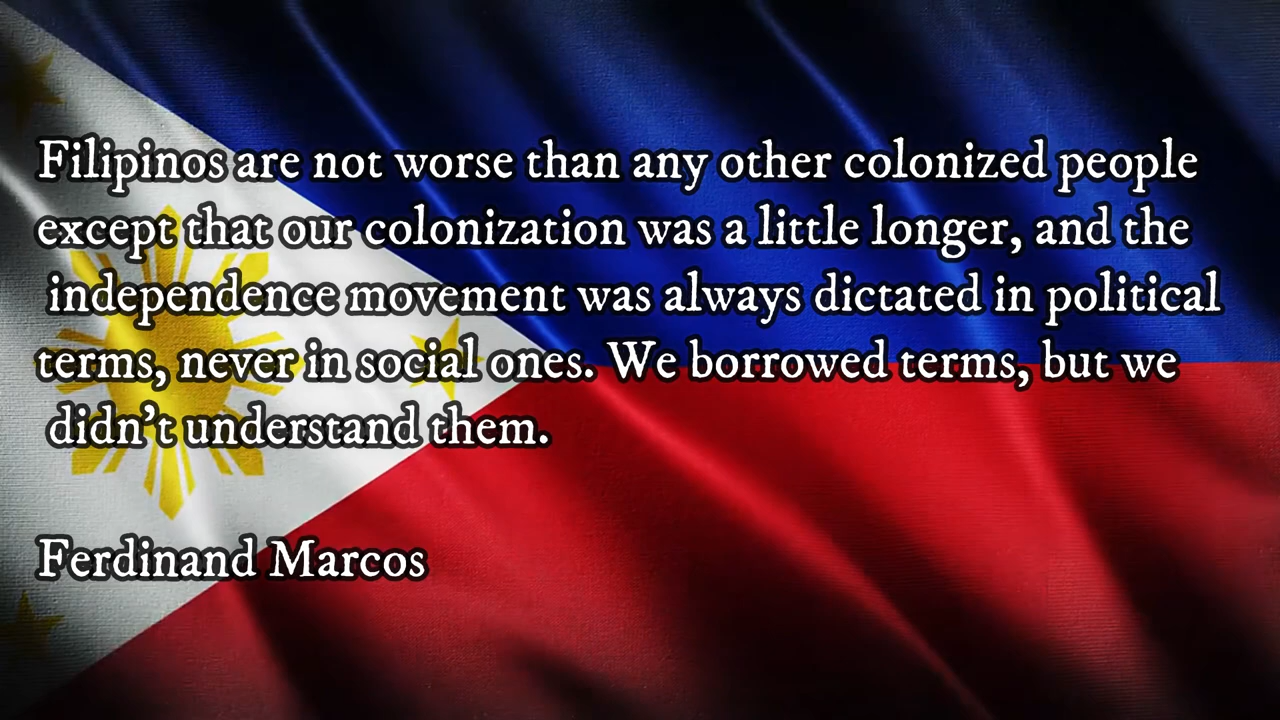 Filipinos are not worse than any other colonized people
except that our colonization was a little longer, and the
independence movement was always dictated in political
terms, never in social ones. We borrowed terms, but we
didn't understand them.
Ferdinand Marcos